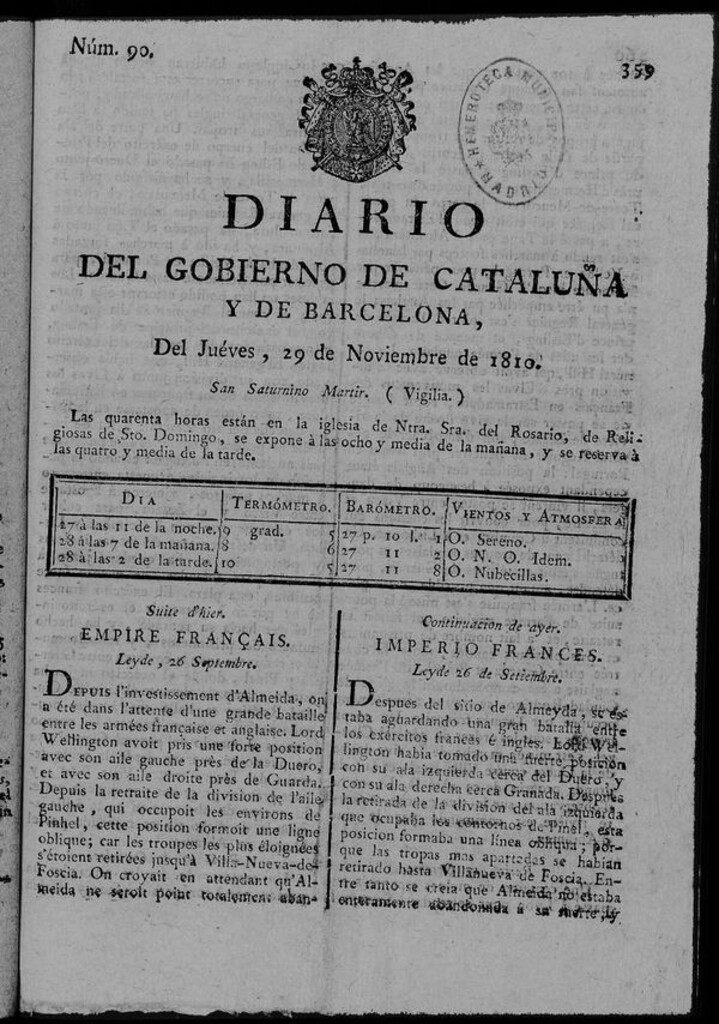 Núm. 90.
359
HEMEROTECA MUNICIPAL
MADRID
DIARIO
DEL GOBIERNO DE CATALUÑA
Y DE BARCELONA,
Del Juéves, 29 de Noviembre de 1810.
San Saturnino Martir. (Vigilia.)
Las quarenta horas están en la iglesia de Ntra. Sra. del Rosario, de Reli-
giosas de Sto. Domingo, se expone à las ocho y media de la mañana, y se reserva à
las quatro y media de la tarde.
DIA TERMÓMETRO. BARÓMETRO. VIENTOS Y ATMOSFERA
27 à las 11 de la noche. 9 grad. 5 27 p. 10 l. 1 O. Sereno.
28 à las 7 de la mañana. 8 6 27 11 2 O. N. O. Idem.
28 à las 2 de la tarde. 10 5 27 11 8 O. Nubecillas.
Suite d'hier.
EMPIRE FRANÇAIS.
Leyde, 26 Septembre.
DEPUIS l'investissement d'Almeida, on
a été dans l'attente d'une grande bataille
entre les armées française et anglaise. Lord
Wellington avoit pris une forte position
avec son aile gauche près de la Duero,
et avec son aile droite près de Guarda.
Depuis la retraite de la division de l'aile
gauche, qui occupoit les environs de
Pinhel, cette position formoit une ligne
oblique; car les troupes les plus éloignées
s'étoient retirées jusqu'à Villa-Nueva-de-
Foscia. On croyait en attendant qu'Al-
meida ne seroit point totalement aban-
Continuacion de ayer.
IMPERIO FRANCES.
Leyde 26 de Setiembre.
Despues del sitio de Almeyda, se es-
taba aguardando una gran batalla entre
los exércitos frances é ingles. Lord Wel-
lington habia tomado una fuerte posicion
con su ala izquierda cerca del Duero, y
con su ala derecha cerca Granada. Despues
la retirada de la division del ala izquierda
que ocupaba los contornos de Pinel, esta
posicion formaba una línea obliqua; por-
que las tropas mas apartadas se habian
retirado hasta Villanueva de Foscia. En-
tre tanto se creia que Almeida no estaba
enteramente abandonada á su suerte, y